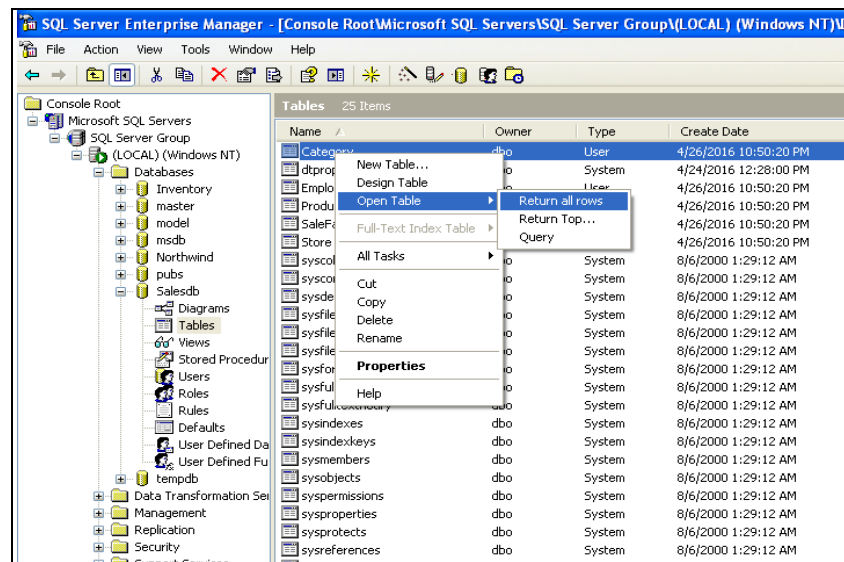 SQL Server Enterprise Manager - [Console Root\Microsoft SQL Servers\SQL Server Group\(LOCAL) (Windows NT)\
File Action View Tools Window Help
Console Root
Microsoft SQL Servers
SQL Server Group
(LOCAL) (Windows NT)
Databases
Inventory
master
model
msdb
Northwind
pubs
Salesdb
Diagrams
Tables
Views
Stored Procedur
Users
Roles
Rules
Defaults
User Defined Da
User Defined Fu
tempdb
Data Transformation Ser
Management
Replication
Security
Support Services
Tables 25 Items
Name Owner Type Create Date
Category dbo User 4/26/2016 10:50:20 PM
dtprop System 4/24/2016 12:28:00 PM
Emplo User 4/26/2016 10:50:20 PM
Produ 4/26/2016 10:50:20 PM
SaleFa 4/26/2016 10:50:20 PM
Store 4/26/2016 10:50:20 PM
syscol System 8/6/2000 1:29:12 AM
syscor System 8/6/2000 1:29:12 AM
sysde System 8/6/2000 1:29:12 AM
sysfile System 8/6/2000 1:29:12 AM
sysfile System 8/6/2000 1:29:12 AM
sysfile System 8/6/2000 1:29:12 AM
sysfor System 8/6/2000 1:29:12 AM
sysful System 8/6/2000 1:29:12 AM
sysfulltextnotify dbo System 8/6/2000 1:29:12 AM
sysindexes dbo System 8/6/2000 1:29:12 AM
sysindexkeys dbo System 8/6/2000 1:29:12 AM
sysmembers dbo System 8/6/2000 1:29:12 AM
sysobjects dbo System 8/6/2000 1:29:12 AM
syspermissions dbo System 8/6/2000 1:29:12 AM
sysproperties dbo System 8/6/2000 1:29:12 AM
sysprotects dbo System 8/6/2000 1:29:12 AM
sysreferences dbo System 8/6/2000 1:29:12 AM
New Table...
Design Table
Open Table
Full-Text Index Table
All Tasks
Cut
Copy
Delete
Rename
Properties
Help
Return all rows
Return Top...
Query